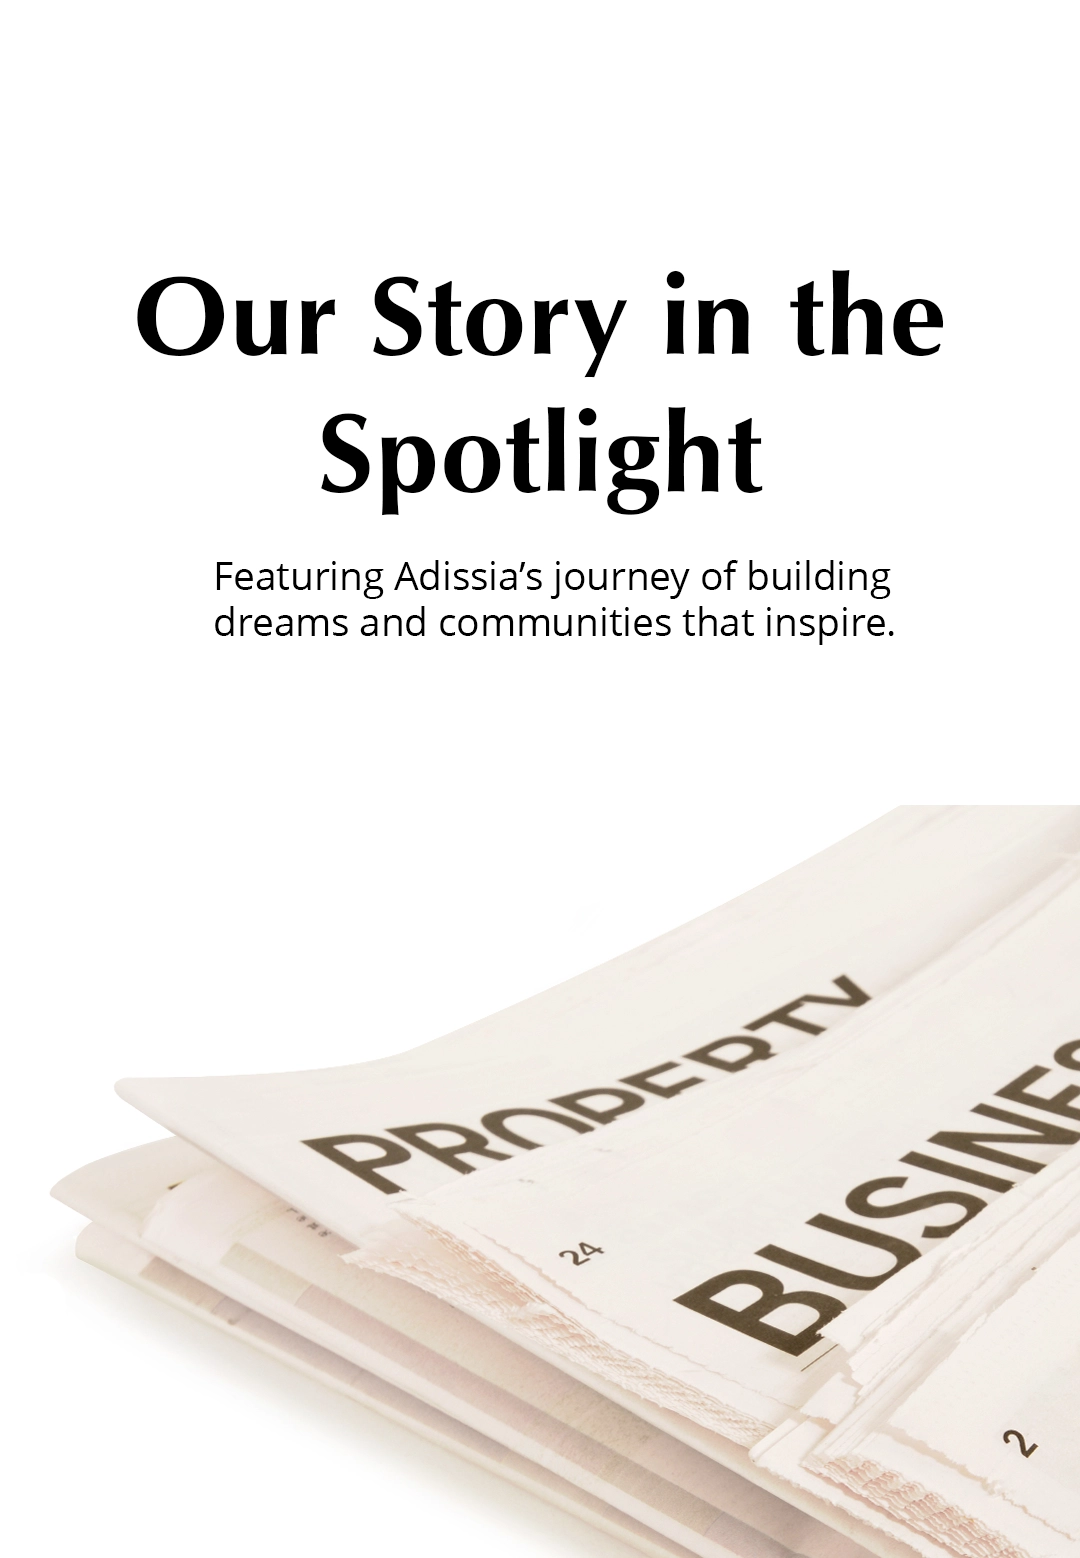 Our Story in the
Spotlight
Featuring Adissia’s journey of building
dreams and communities that inspire.
PROPERTY
24
BUSINES
2